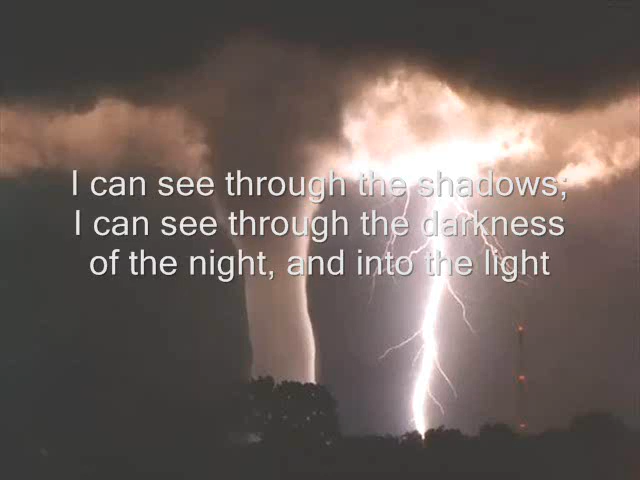 I can see through the shadows;
I can see through the darkness
of the night, and into the light